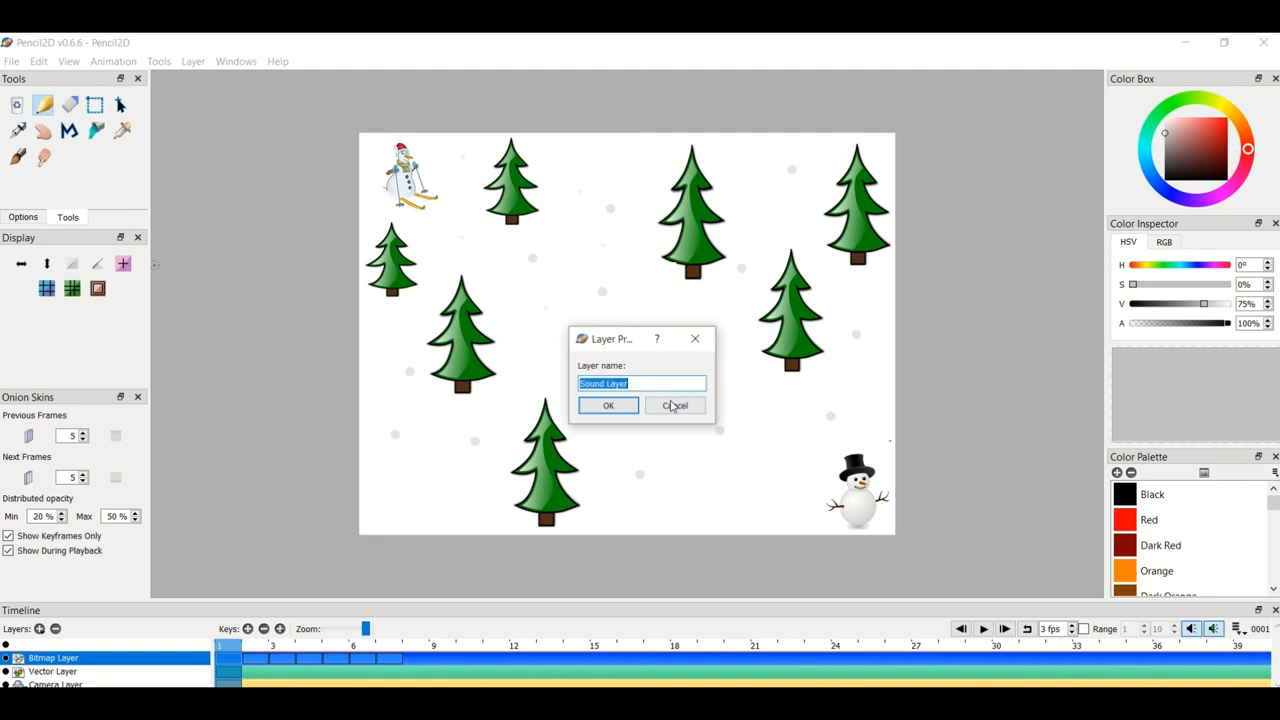 Pencil2D v0.6.6 - Pencil2D
File Edit View Animation Tools Layer Windows Help
Tools
Options Tools
Display
Onion Skins
Previous Frames
5
Next Frames
5
Distributed opacity
Min 20 % Max 50 %
Show Keyframes Only
Show During Playback
Layer Pr... ?
Layer name:
Sound Layer
OK
Color Box
Color Inspector
HSV RGB
H 0°
S 0%
V 75%
A 100%
Color Palette
Black
Red
Dark Red
Orange
Dark Orange
Timeline
Layers: Keys: Zoom: 3 fps Range 1 10 0001
1 3 6 9 12 15 18 21 24 27 30 33 36 39
Bitmap Layer
Vector Layer
Camera Layer